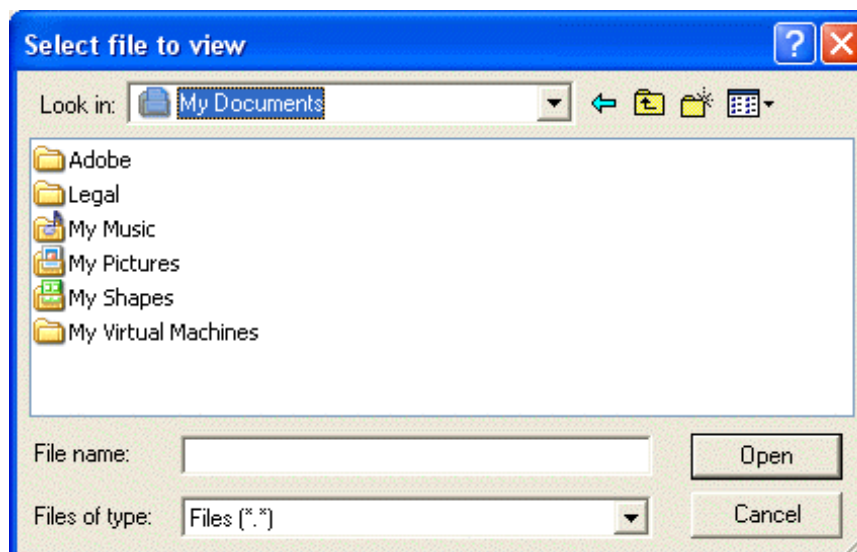 Select file to view
Look in: My Documents
Adobe
Legal
My Music
My Pictures
My Shapes
My Virtual Machines
File name: Open
Files of type: Files (*.*) Cancel